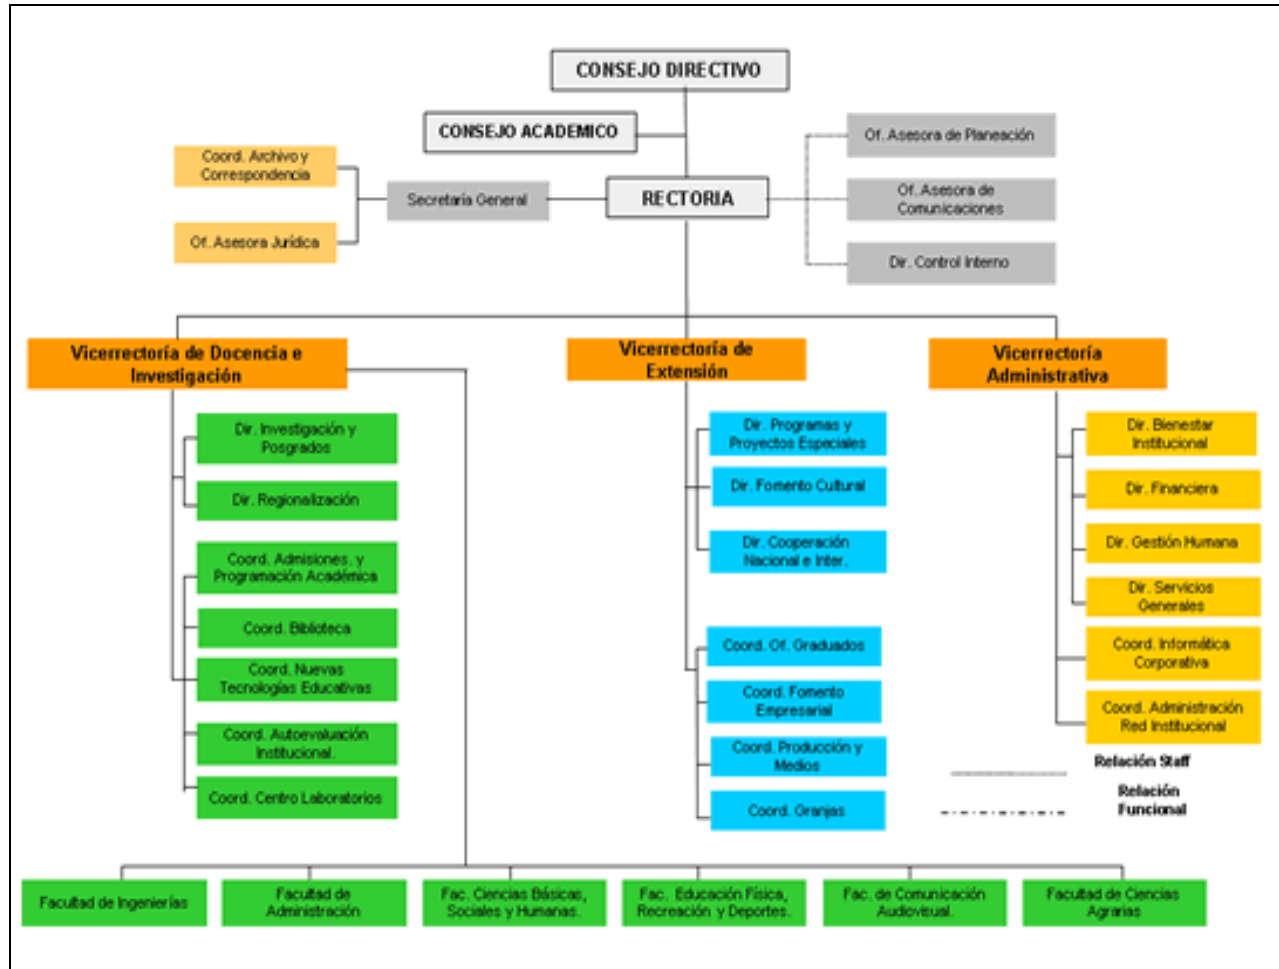 CONSEJO DIRECTIVO
CONSEJO ACADEMICO
Of. Asesora de Planeación
Coord. Archivo y
Correspondencia
Secretaría General
RECTORIA
Of. Asesora de
Comunicaciones
Of. Asesora Jurídica
Dir. Control Interno
Vicerrectoría de Docencia e
Investigación
Vicerrectoría de
Extensión
Vicerrectoría
Administrativa
Dir. Investigación y
Posgrados
Dir. Regionalización
Coord. Admisiones. y
Programación Académica
Coord. Biblioteca
Coord. Nuevas
Tecnologías Educativas
Coord. Autoevaluación
Institucional.
Coord. Centro Laboratorios
Dir. Programas y
Proyectos Especiales
Dir. Fomento Cultural
Dir. Cooperación
Nacional e Inter.
Coord. Of. Graduados
Coord. Fomento
Empresarial
Coord. Producción y
Medios
Coord. Granjas
Dir. Bienestar
Institucional
Dir. Financiera
Dir. Gestión Humana
Dir. Servicios
Generales
Coord. Informática
Corporativa
Coord. Administración
Red Institucional
Relación Staff
Relación
Funcional
Facultad de Ingenierías
Facultad de
Administración
Fac. Ciencias Básicas,
Sociales y Humanas.
Fac. Educación Física,
Recreación y Deportes.
Fac. de Comunicación
Audiovisual.
Facultad de Ciencias
Agrarias